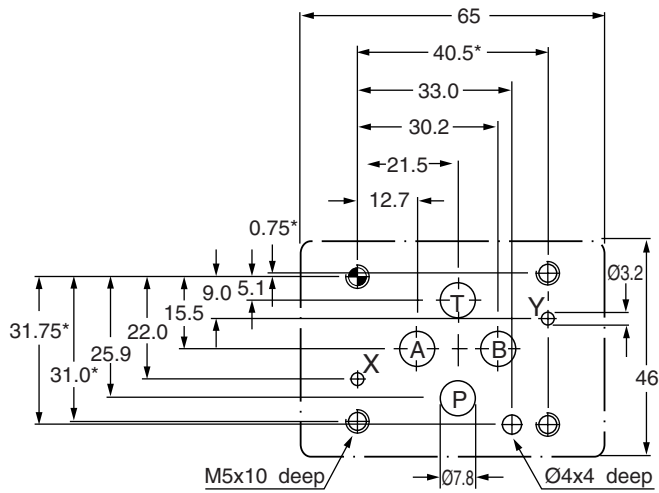 65
40.5*
33.0
30.2
21.5
12.7
0.75*
5.1
9.0
15.5
22.0
25.9
31.0*
31.75*
T
Y
Ø3.2
A
B
X
P
46
M5x10 deep
Ø7.8
Ø4x4 deep